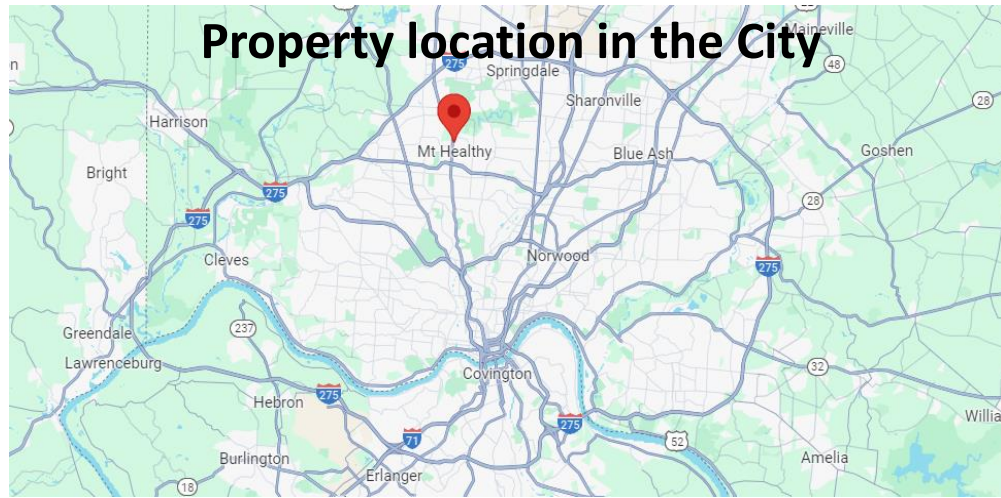 Property location in the City
Maineville
n
275
48
Springdale
Sharonville
28
Harrison
Mt Healthy
Blue Ash
Goshen
Bright
275
28
275
Norwood
Cleves
275
237
Greendale
Lawrenceburg
32
Covington
275
Hebron
Willia
275
71
52
Burlington
Amelia
Erlanger
18